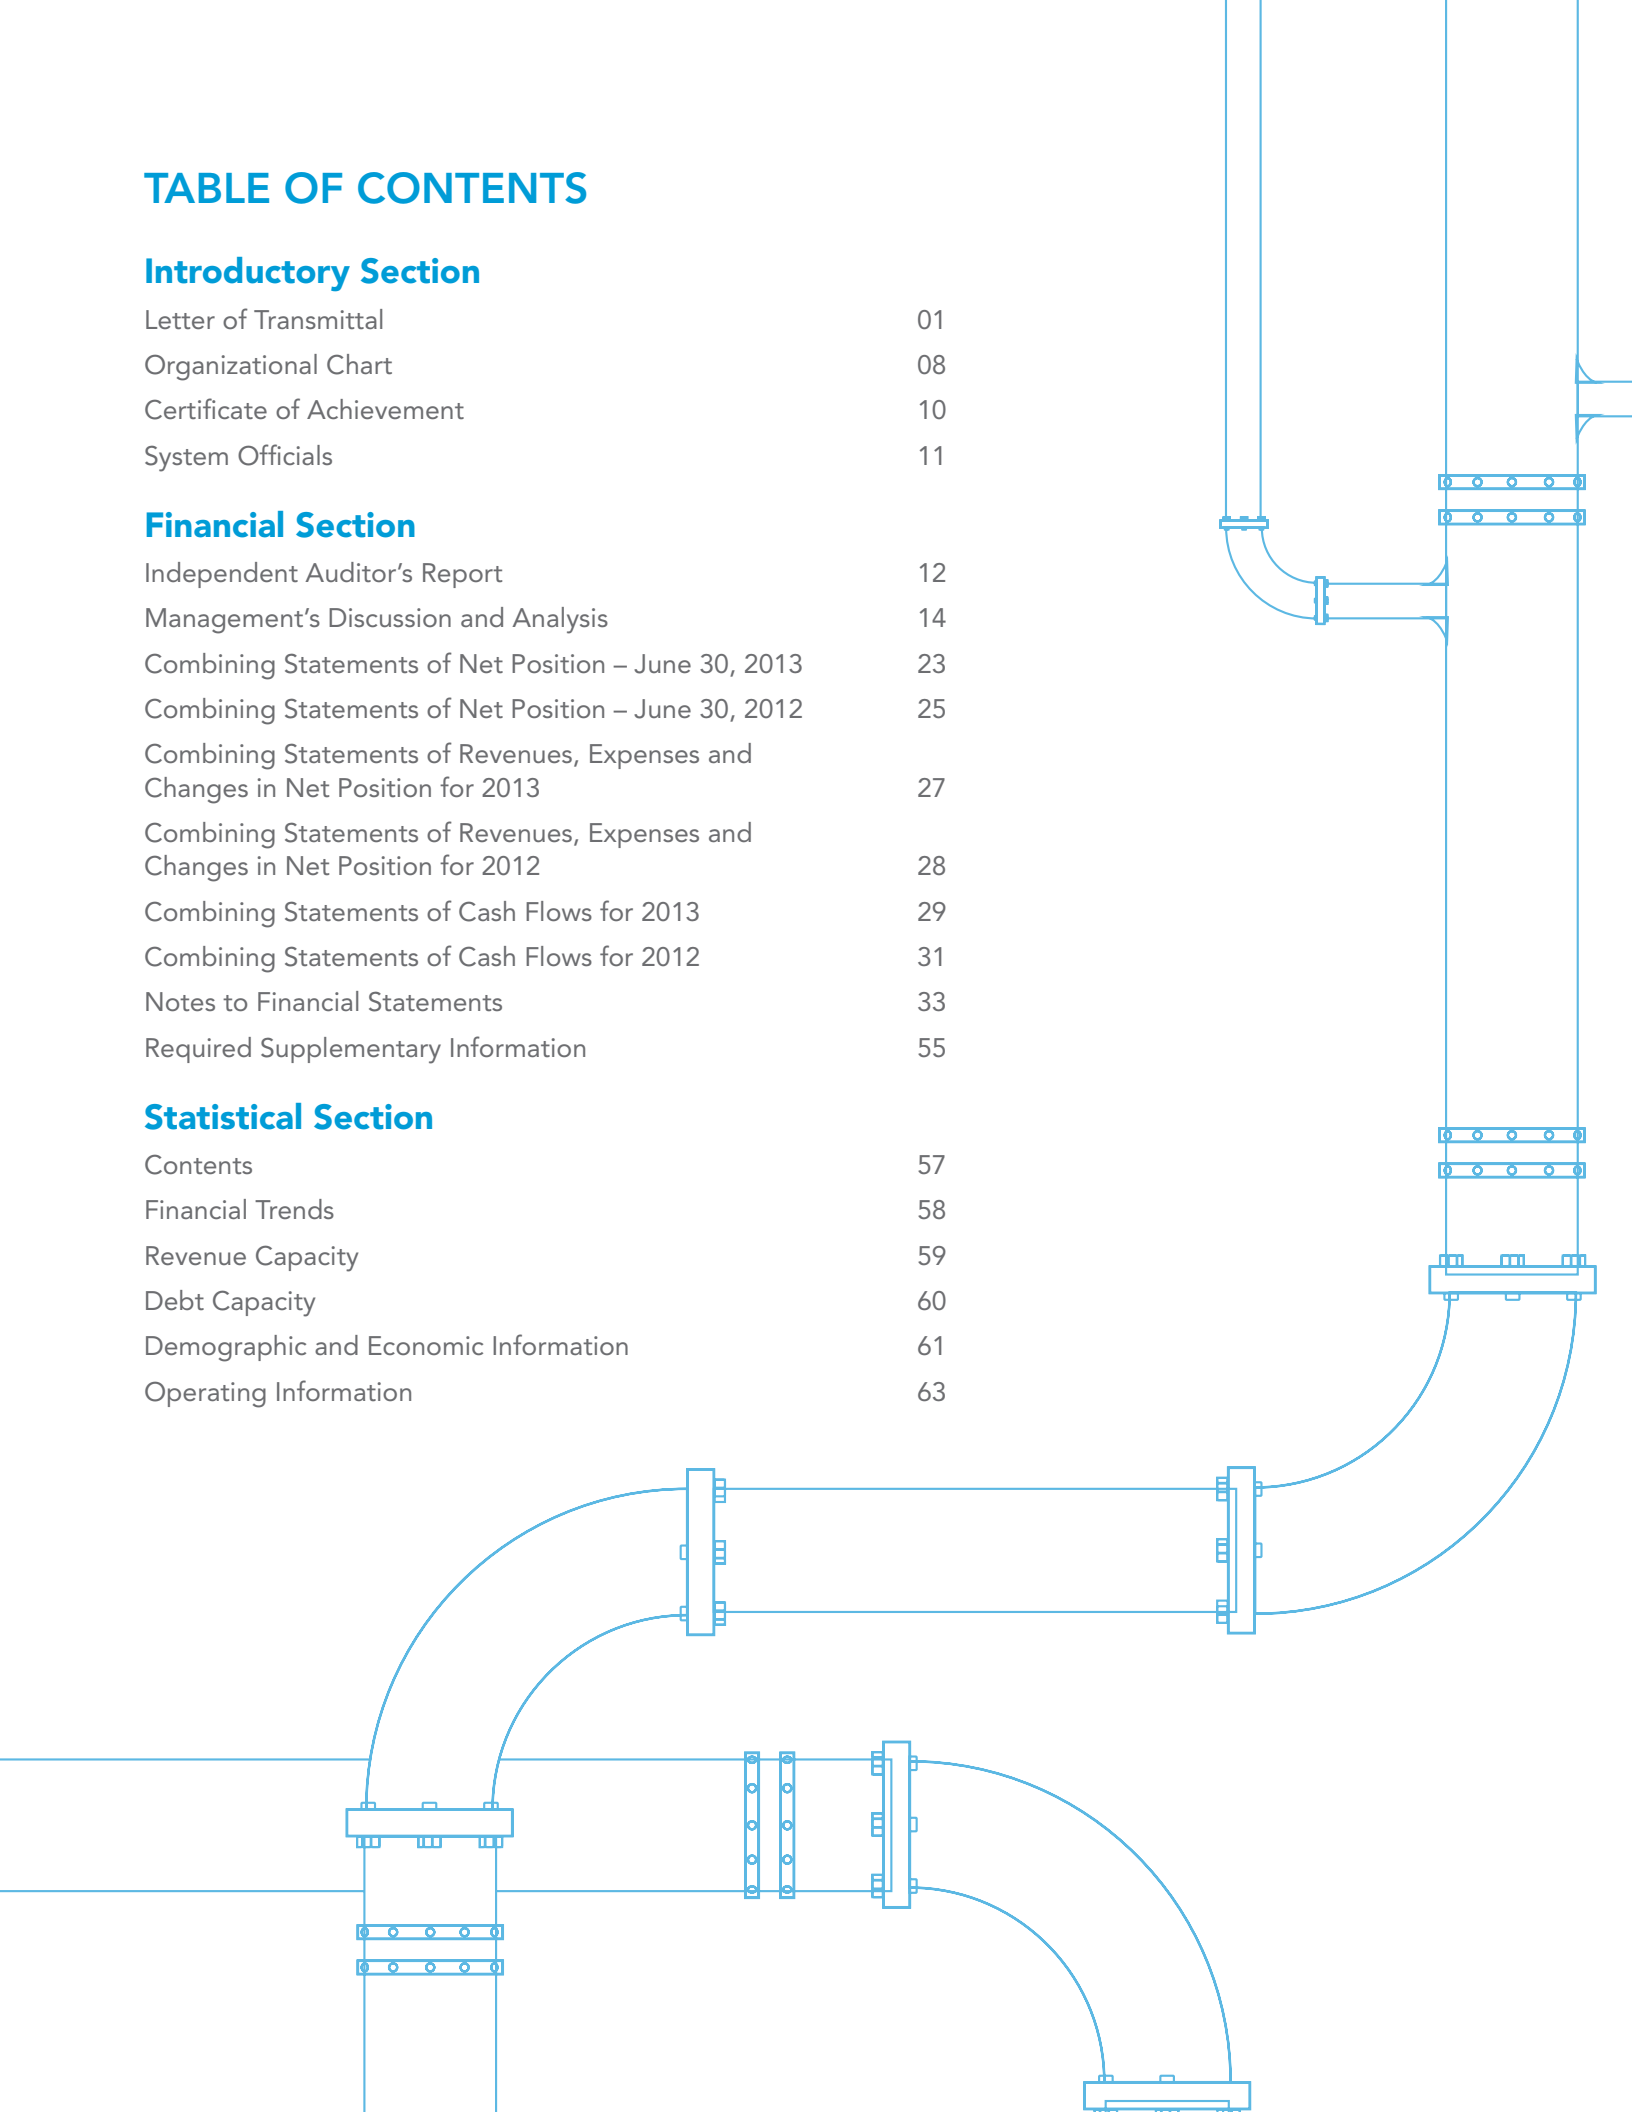 TABLE OF CONTENTS
Introductory Section
Letter of Transmittal 01
Organizational Chart 08
Certificate of Achievement 10
System Officials 11
Financial Section
Independent Auditor’s Report 12
Management’s Discussion and Analysis 14
Combining Statements of Net Position – June 30, 2013 23
Combining Statements of Net Position – June 30, 2012 25
Combining Statements of Revenues, Expenses and
Changes in Net Position for 2013 27
Combining Statements of Revenues, Expenses and
Changes in Net Position for 2012 28
Combining Statements of Cash Flows for 2013 29
Combining Statements of Cash Flows for 2012 31
Notes to Financial Statements 33
Required Supplementary Information 55
Statistical Section
Contents 57
Financial Trends 58
Revenue Capacity 59
Debt Capacity 60
Demographic and Economic Information 61
Operating Information 63